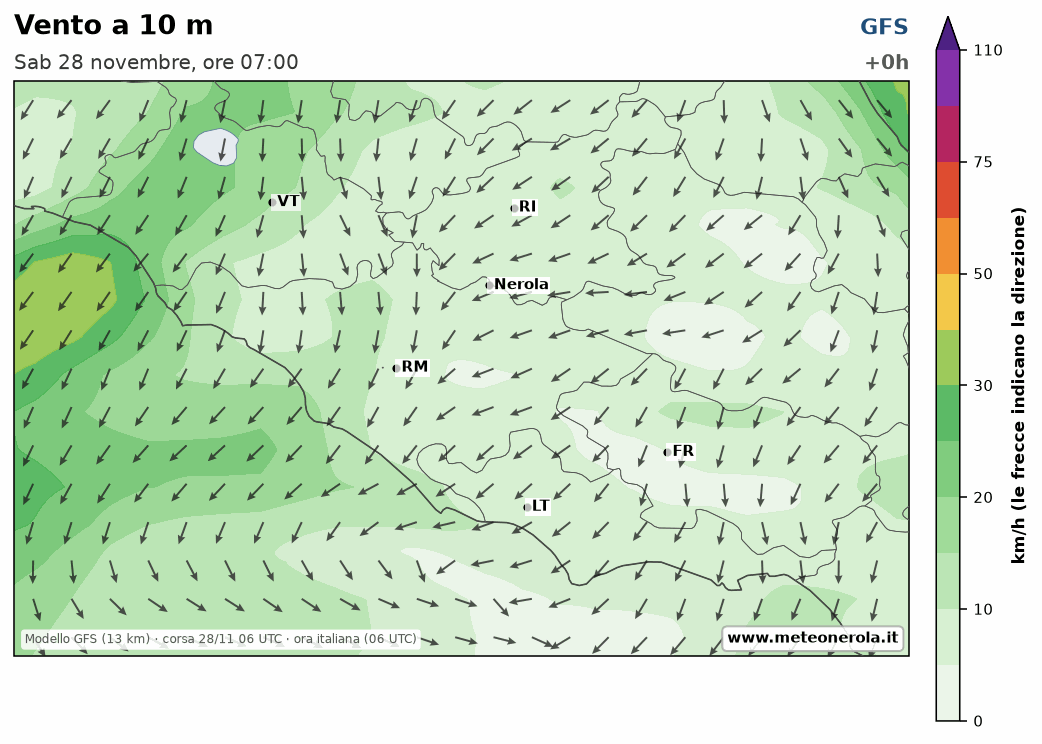 Vento a 10 m
GFS
Sab 28 novembre, ore 07:00
+0h
110
75
50
30
20
10
0
km/h (le frecce indicano la direzione)
VT
RI
Nerola
RM
FR
LT
Modello GFS (13 km) · corsa 28/11 06 UTC · ora italiana (06 UTC)
www.meteonerola.it